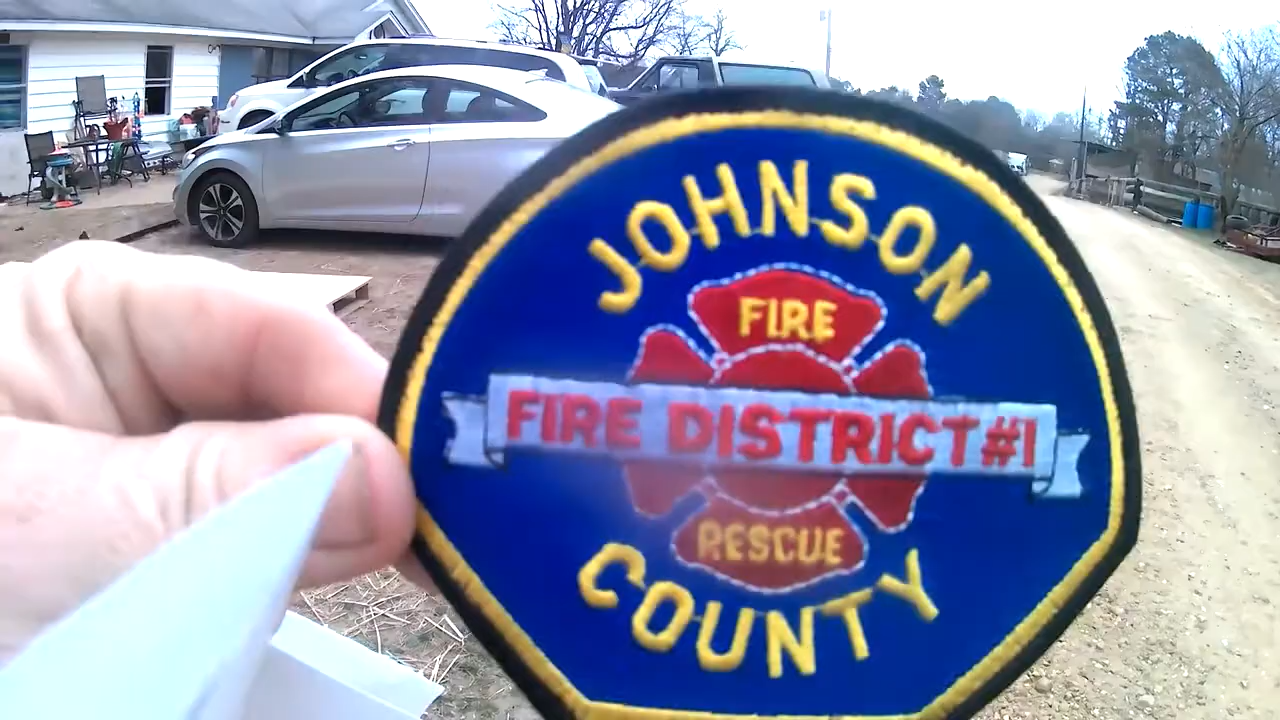 JOHNSON
FIRE
FIRE DISTRICT #1
RESCUE
COUNTY